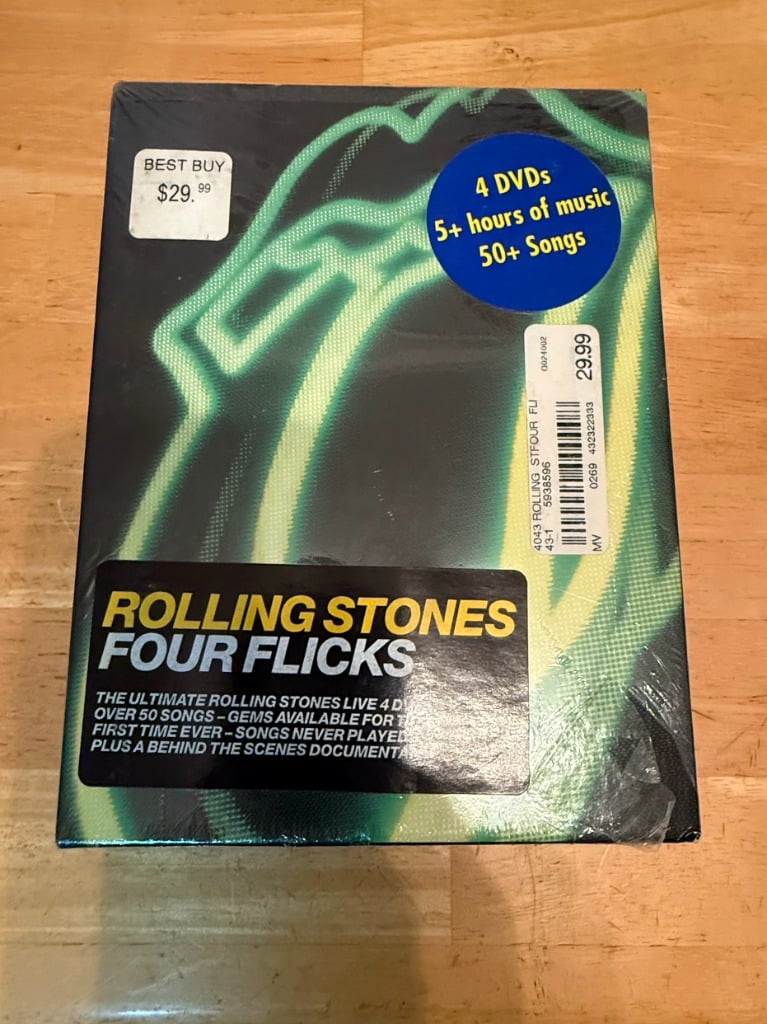 BEST BUY
$29.99
4 DVDs
5+ hours of music
50+ Songs
4043 ROLLING STFOUR FLI
43-1 5938596
0024002
29.99
MV 0269 432322333
ROLLING STONES
FOUR FLICKS
THE ULTIMATE ROLLING STONES LIVE 4 DV
OVER 50 SONGS – GEMS AVAILABLE FOR T
FIRST TIME EVER – SONGS NEVER PLAYED
PLUS A BEHIND THE SCENES DOCUMENTA